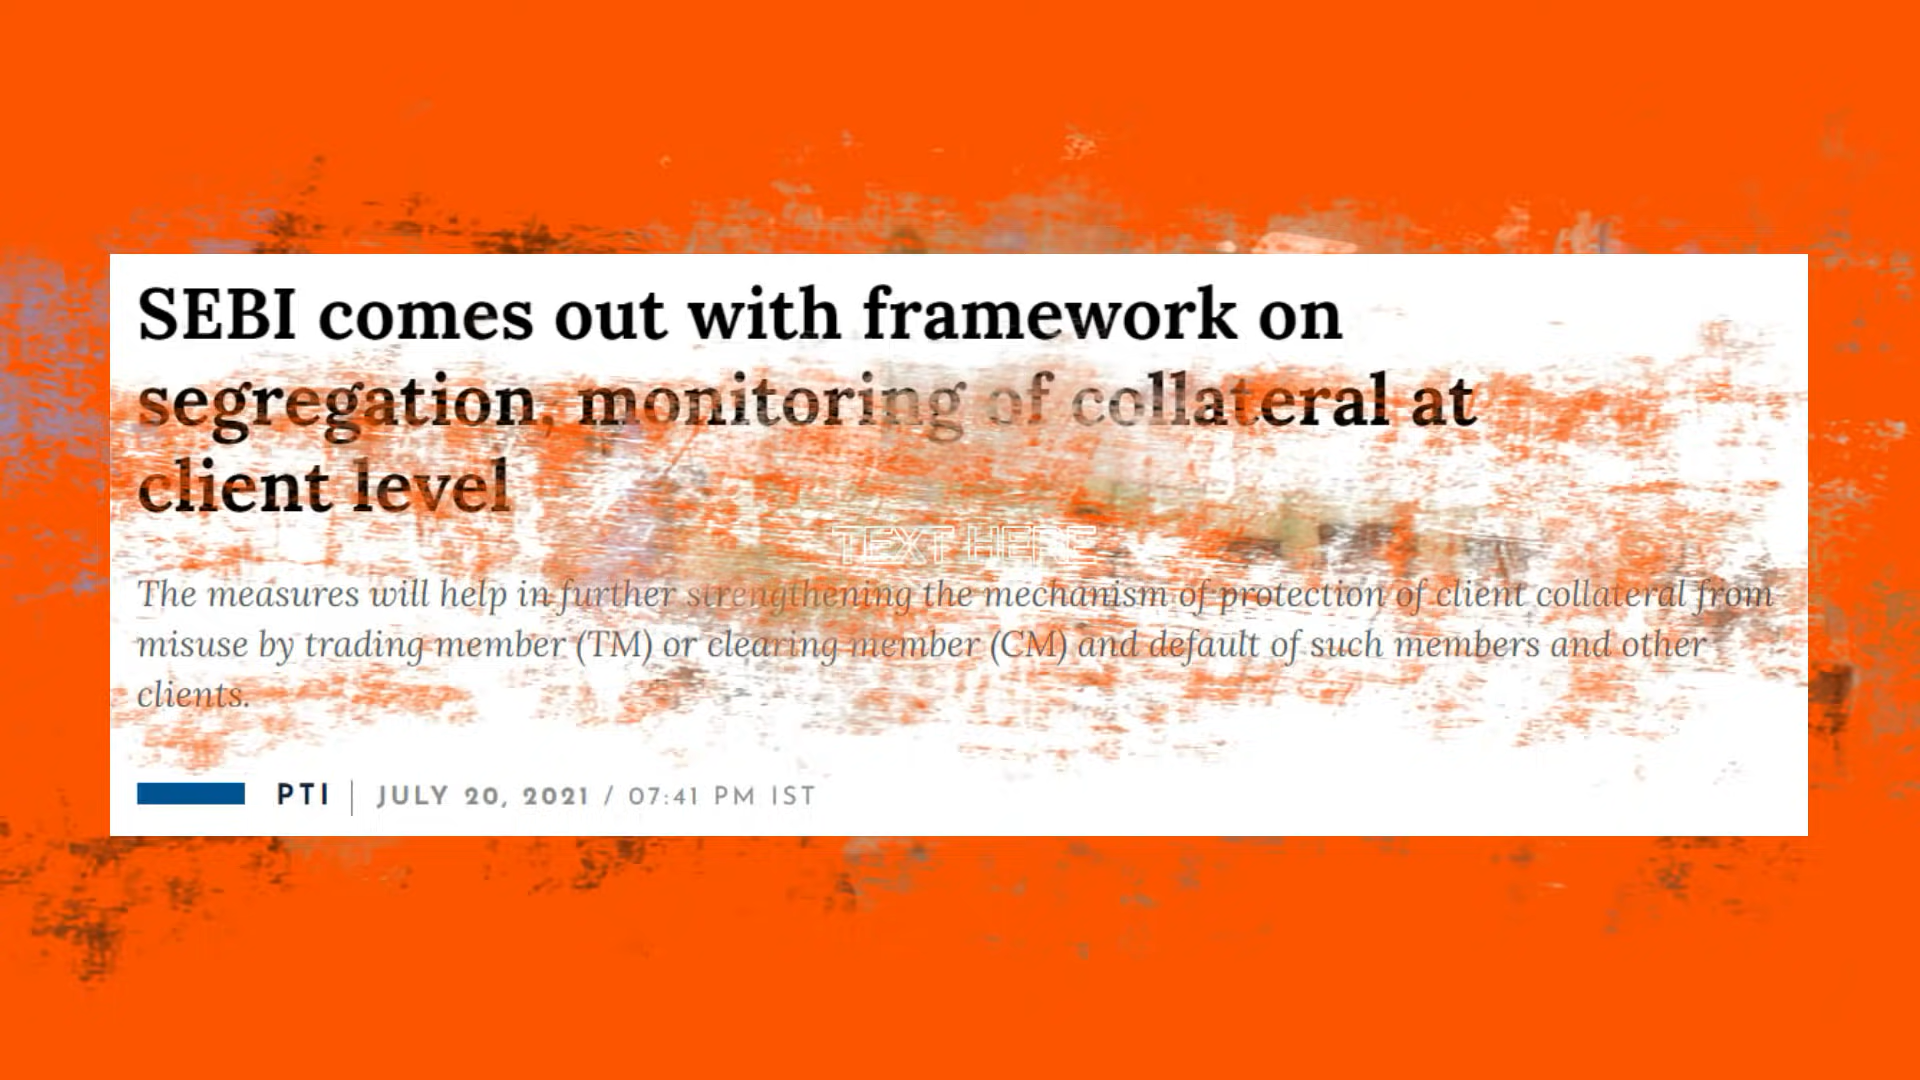 SEBI comes out with framework on
segregation, monitoring of collateral at
client level
TEXT HERE
The measures will help in further strengthening the mechanism of protection of client collateral from
misuse by trading member (TM) or clearing member (CM) and default of such members and other
clients.
PTI | JULY 20, 2021 / 07:41 PM IST